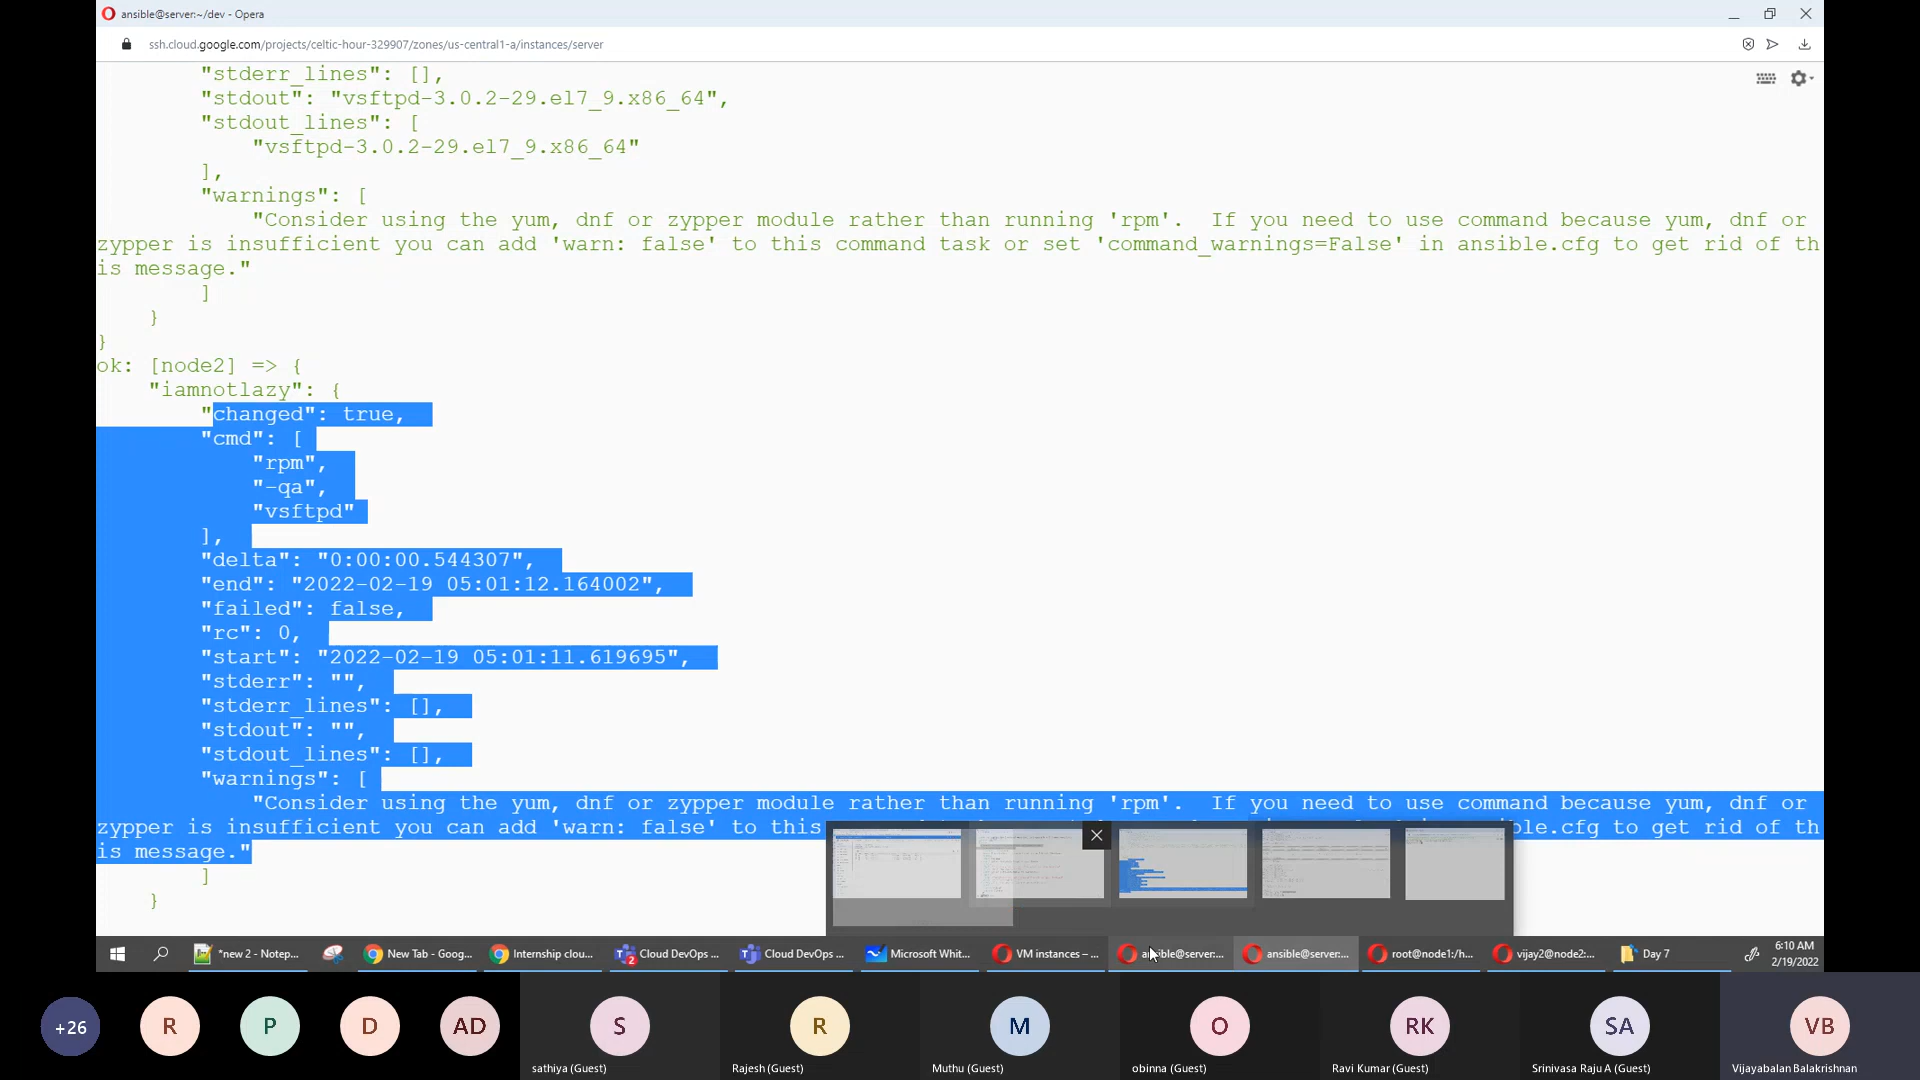 ansible@server:~/dev - Opera
ssh.cloud.google.com/projects/celtic-hour-329907/zones/us-central1-a/instances/server
"stderr_lines": [],
"stdout": "vsftpd-3.0.2-29.el7_9.x86_64",
"stdout_lines": [
"vsftpd-3.0.2-29.el7_9.x86_64"
],
"warnings": [
"Consider using the yum, dnf or zypper module rather than running 'rpm'.  If you need to use command because yum, dnf or
zypper is insufficient you can add 'warn: false' to this command task or set 'command_warnings=False' in ansible.cfg to get rid of th
is message."
]
}
}
ok: [node2] => {
"iamnotlazy": {
"changed": true,
"cmd": [
"rpm",
"-qa",
"vsftpd"
],
"delta": "0:00:00.544307",
"end": "2022-02-19 05:01:12.164002",
"failed": false,
"rc": 0,
"start": "2022-02-19 05:01:11.619695",
"stderr": "",
"stderr_lines": [],
"stdout": "",
"stdout_lines": [],
"warnings": [
"Consider using the yum, dnf or zypper module rather than running 'rpm'.  If you need to use command because yum, dnf or
zypper is insufficient you can add 'warn: false' to this ible.cfg to get rid of th
is message."
]
}
*new 2 - Notep... New Tab - Goog... Internship clou... 2 Cloud DevOps ... Cloud DevOps ... Microsoft Whit... VM instances – ... ansible@server:... ansible@server:... root@node1:/h... vijay2@node2:... Day 7 6:10 AM
2/19/2022
+26 R P D AD S R M O RK SA VB
sathiya (Guest) Rajesh (Guest) Muthu (Guest) obinna (Guest) Ravi Kumar (Guest) Srinivasa Raju A (Guest) Vijayabalan Balakrishnan